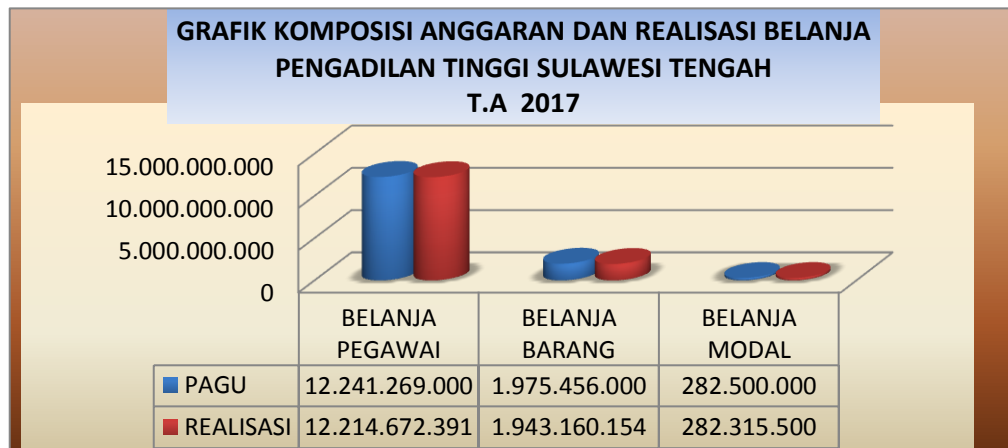 GRAFIK KOMPOSISI ANGGARAN DAN REALISASI BELANJA
PENGADILAN TINGGI SULAWESI TENGAH
T.A 2017
15.000.000.000
10.000.000.000
5.000.000.000
0
BELANJA PEGAWAI BELANJA BARANG BELANJA MODAL
PAGU 12.241.269.000 1.975.456.000 282.500.000
REALISASI 12.214.672.391 1.943.160.154 282.315.500